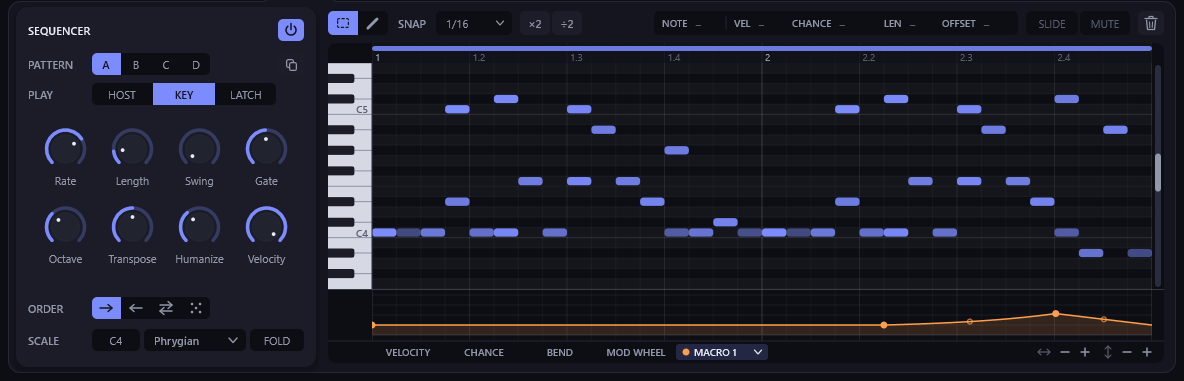 SEQUENCER
PATTERN A B C D
PLAY HOST KEY LATCH
Rate Length Swing Gate
Octave Transpose Humanize Velocity
ORDER
SCALE C4 Phrygian FOLD
SNAP 1/16 ×2 ÷2 NOTE – VEL – CHANCE – LEN – OFFSET – SLIDE MUTE
1 1.2 1.3 1.4 2 2.2 2.3 2.4
C5
C4
VELOCITY CHANCE BEND MOD WHEEL MACRO 1